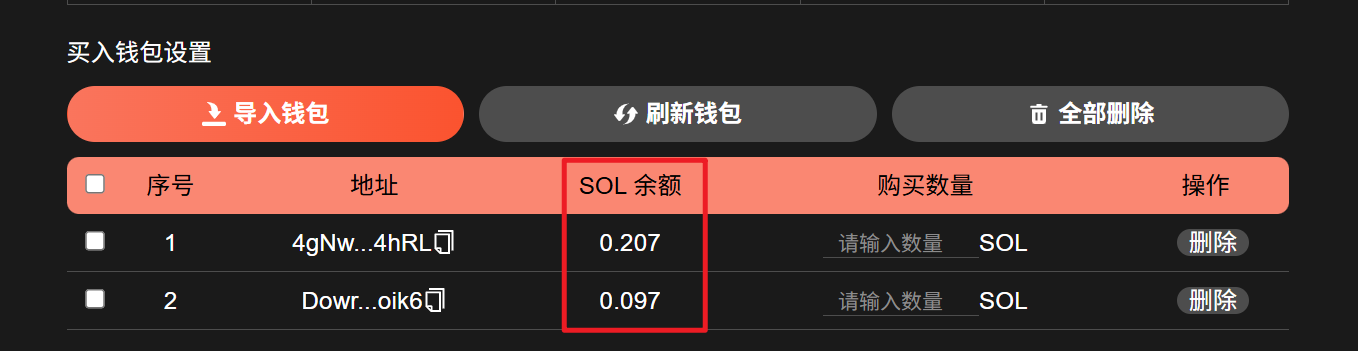 买入钱包设置
导入钱包 刷新钱包 全部删除
序号 地址 SOL 余额 购买数量 操作
1 4gNw...4hRL 0.207 请输入数量 SOL 删除
2 Dowr...oik6 0.097 请输入数量 SOL 删除